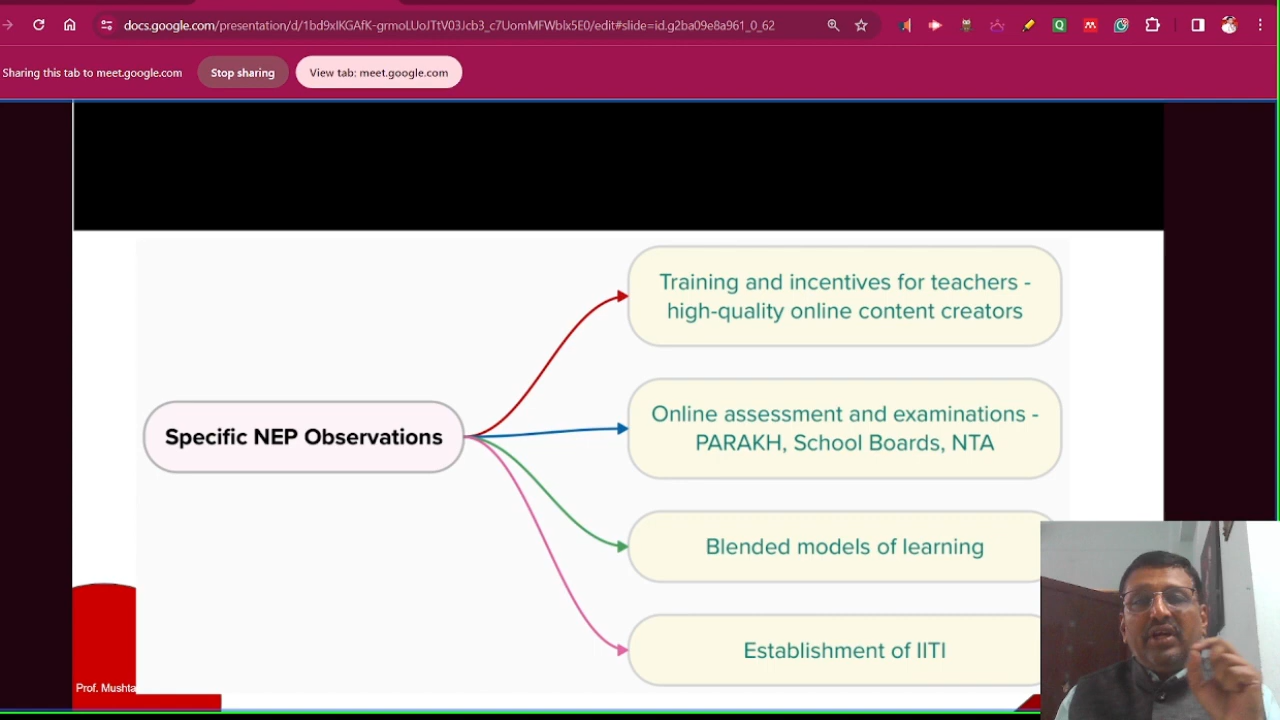 docs.google.com/presentation/d/1bd9xIKGAfK-grmoLUoJTtV03Jcb3_c7UomMFWblx5E0/edit#slide=id.g2ba09e8a961_0_62
Sharing this tab to meet.google.com
Stop sharing
View tab: meet.google.com
Training and incentives for teachers -
high-quality online content creators
Specific NEP Observations
Online assessment and examinations -
PARAKH, School Boards, NTA
Blended models of learning
Establishment of IITI
Prof. Mushta